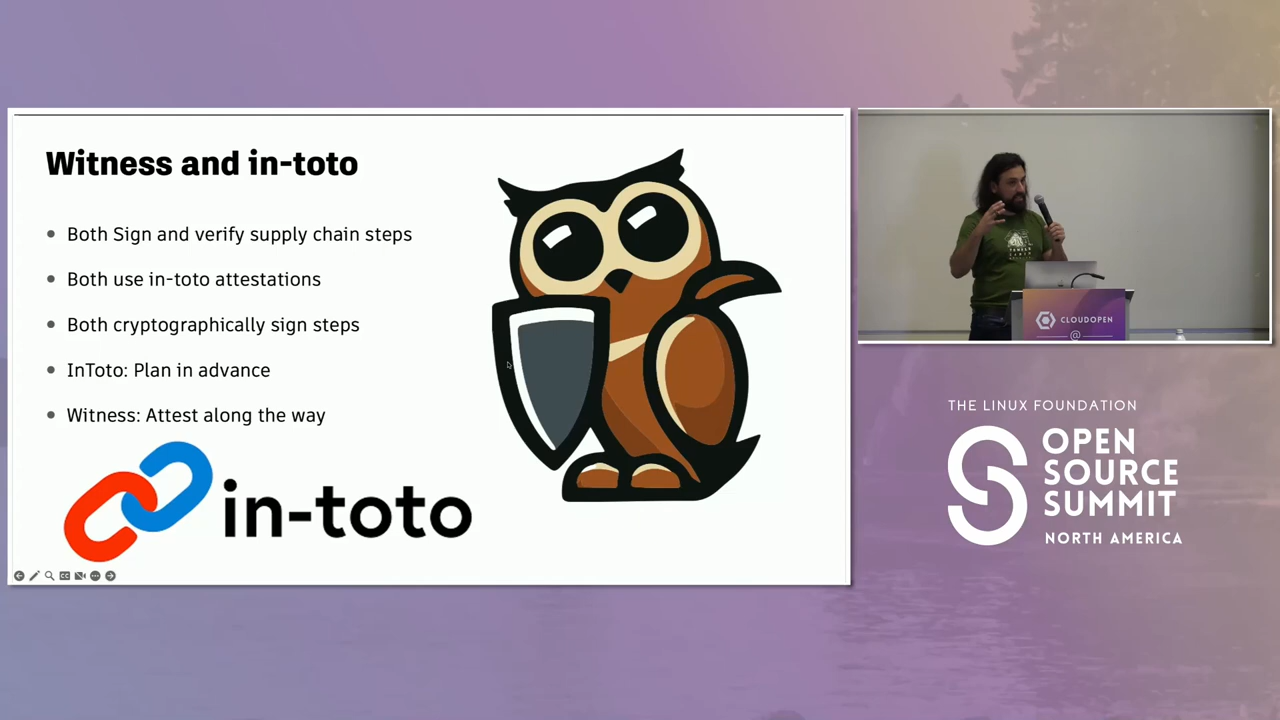 Witness and in-toto
Both Sign and verify supply chain steps
Both use in-toto attestations
Both cryptographically sign steps
InToto: Plan in advance
Witness: Attest along the way
in-toto
CLOUDOPEN
@
THE LINUX FOUNDATION
OPEN
SOURCE
SUMMIT
NORTH AMERICA